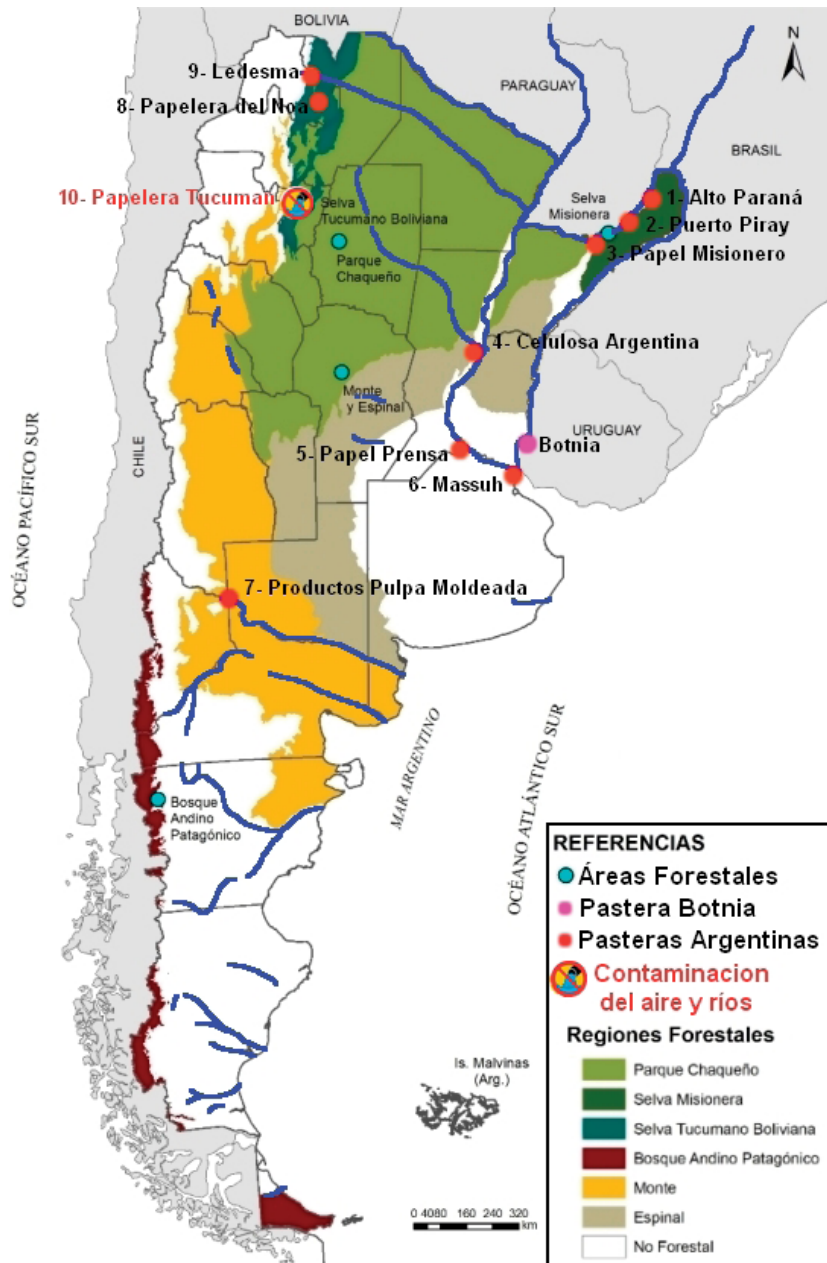 BOLIVIA
N
9- Ledesma
PARAGUAY
8- Papelera del Noa
BRASIL
10- Papelera Tucuman
Selva
Tucumano Boliviana
Selva
Misionera
1- Alto Paraná
2- Puerto Piray
3- Papel Misionero
Parque
Chaqueño
4- Celulosa Argentina
Monte
y Espinal
URUGUAY
Botnia
5- Papel Prensa
6- Massuh
CHILE
OCÉANO PACÍFICO SUR
7- Productos Pulpa Moldeada
MAR ARGENTINO
OCÉANO ATLÁNTICO SUR
Bosque
Andino
Patagónico
Is. Malvinas
(Arg.)
0 4080 160 240 320
km
REFERENCIAS
Áreas Forestales
Pastera Botnia
Pasteras Argentinas
Contaminacion
del aire y ríos
Regiones Forestales
Parque Chaqueño
Selva Misionera
Selva Tucumano Boliviana
Bosque Andino Patagónico
Monte
Espinal
No Forestal